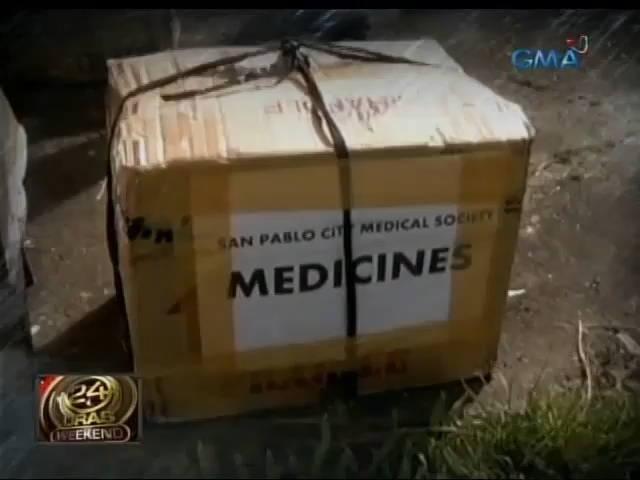 GMA
SAN PABLO CITY MEDICAL SOCIETY
MEDICINES
24
ORAS
WEEKEND